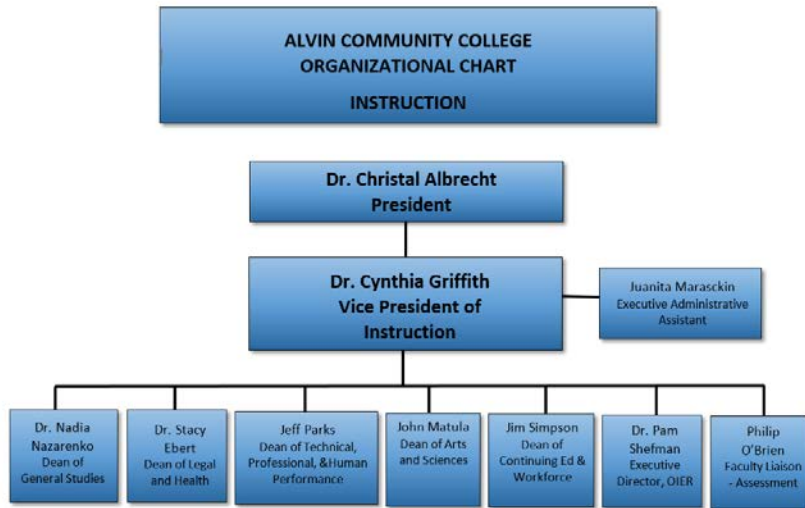 ALVIN COMMUNITY COLLEGE
ORGANIZATIONAL CHART
INSTRUCTION
Dr. Christal Albrecht
President
Dr. Cynthia Griffith
Vice President of
Instruction
Juanita Marasckin
Executive Administrative
Assistant
Dr. Nadia
Nazarenko
Dean of
General Studies
Dr. Stacy
Ebert
Dean of Legal
and Health
Jeff Parks
Dean of Technical,
Professional, &Human
Performance
John Matula
Dean of Arts
and Sciences
Jim Simpson
Dean of
Continuing Ed &
Workforce
Dr. Pam
Shefman
Executive
Director, OIER
Philip
O'Brien
Faculty Liaison
- Assessment